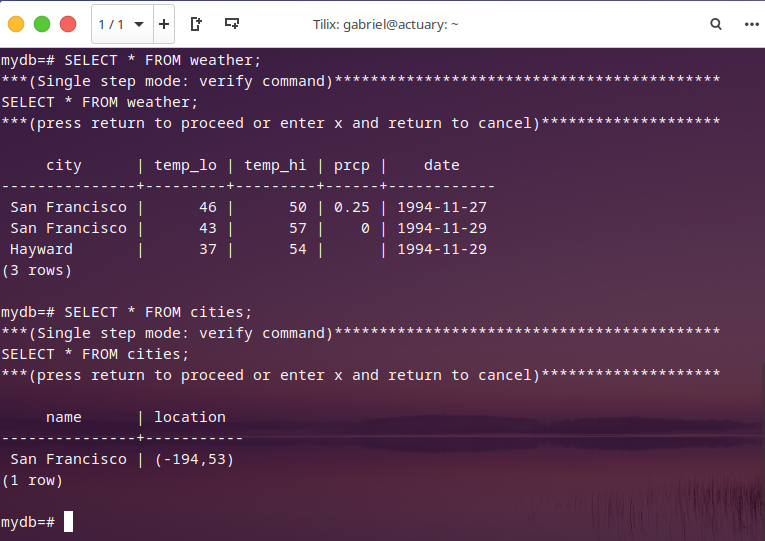 1 / 1
Tilix: gabriel@actuary: ~
mydb=# SELECT * FROM weather;
***(Single step mode: verify command)*******************************************
SELECT * FROM weather;
***(press return to proceed or enter x and return to cancel)********************
     city      | temp_lo | temp_hi | prcp |    date
---------------+---------+---------+------+------------
 San Francisco |      46 |      50 | 0.25 | 1994-11-27
 San Francisco |      43 |      57 |    0 | 1994-11-29
 Hayward       |      37 |      54 |      | 1994-11-29
(3 rows)
mydb=# SELECT * FROM cities;
***(Single step mode: verify command)*******************************************
SELECT * FROM cities;
***(press return to proceed or enter x and return to cancel)********************
     name      | location
---------------+-----------
 San Francisco | (-194,53)
(1 row)
mydb=#